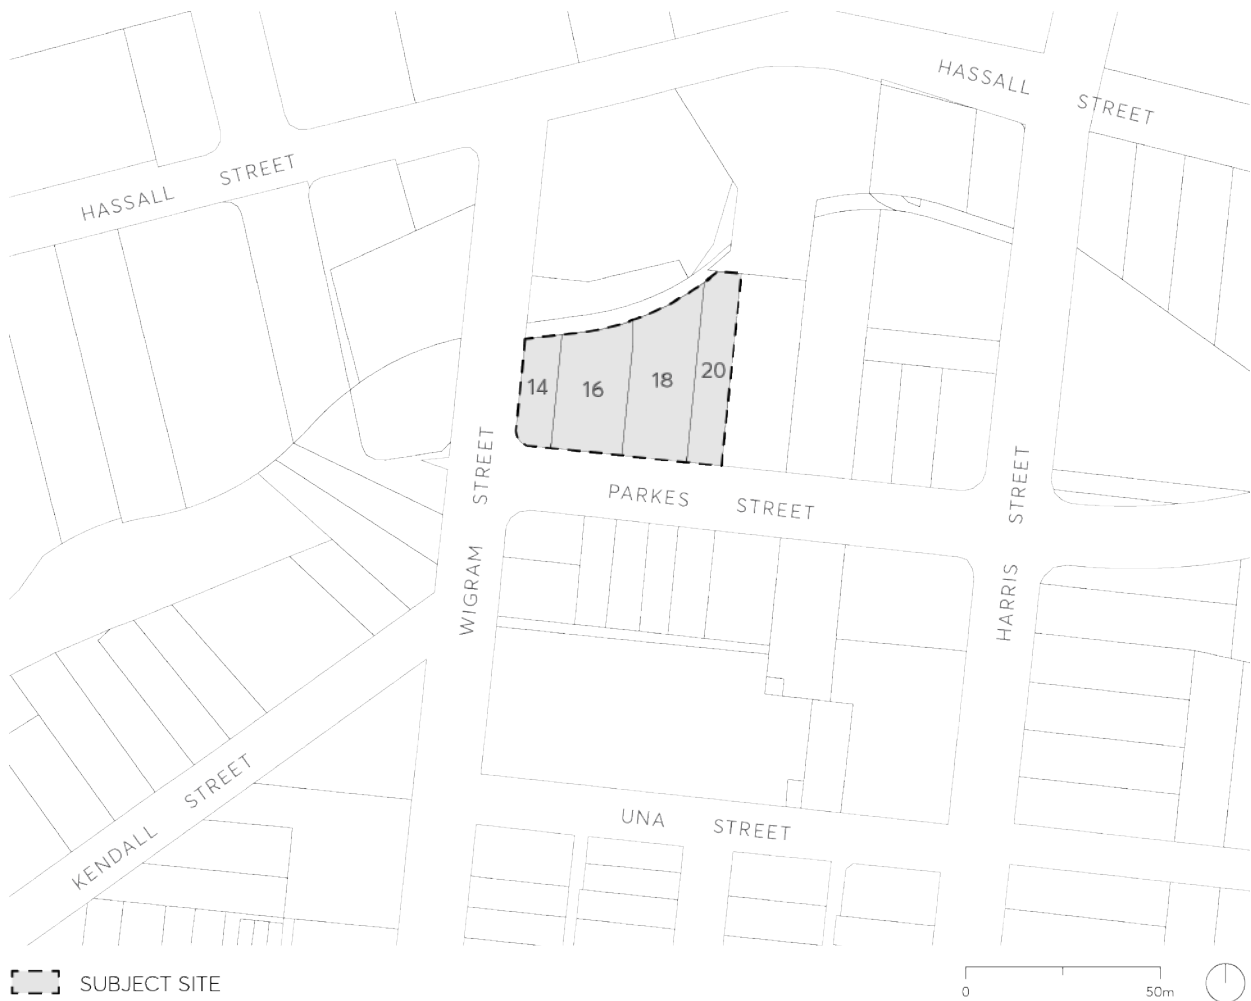 HASSALL
STREET
HASSALL STREET
14
16
18
20
PARKES STREET
WIGRAM STREET
HARRIS STREET
UNA STREET
KENDALL STREET
SUBJECT SITE
0 50m